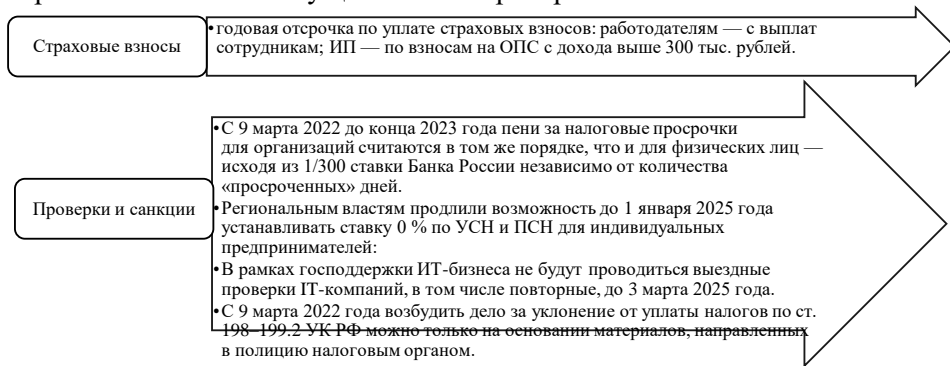 Страховые взносы
•годовая отсрочка по уплате страховых взносов: работодателям — с выплат
сотрудникам; ИП — по взносам на ОПС с дохода выше 300 тыс. рублей.
Проверки и санкции
•С 9 марта 2022 до конца 2023 года пени за налоговые просрочки
для организаций считаются в том же порядке, что и для физических лиц —
исходя из 1/300 ставки Банка России независимо от количества
«просроченных» дней.
•Региональным властям продлили возможность до 1 января 2025 года
устанавливать ставку 0 % по УСН и ПСН для индивидуальных
предпринимателей:
•В рамках господдержки ИТ-бизнеса не будут проводиться выездные
проверки IT-компаний, в том числе повторные, до 3 марта 2025 года.
•С 9 марта 2022 года возбудить дело за уклонение от уплаты налогов по ст.
198–199.2 УК РФ можно только на основании материалов, направленных
в полицию налоговым органом.